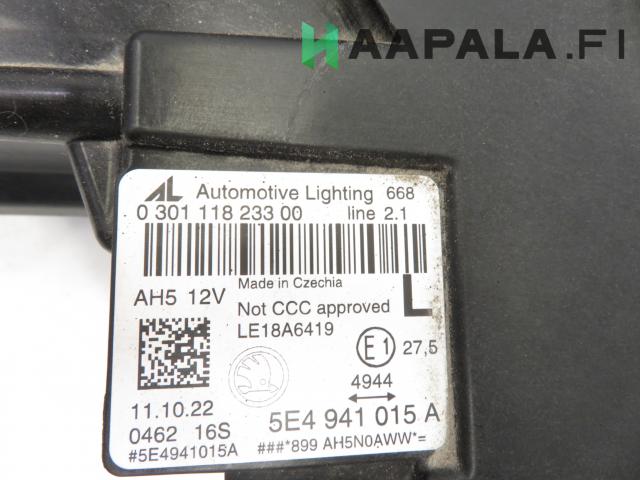 HAAPALA.FI
AL Automotive Lighting 668
0 301 118 233 00 line 2.1
Made in Czechia
AH5 12V Not CCC approved L
LE18A6419
E1 27,5
4944
11.10.22 5E4 941 015 A
0462 16S
#5E4941015A ###*899 AH5N0AWW*=